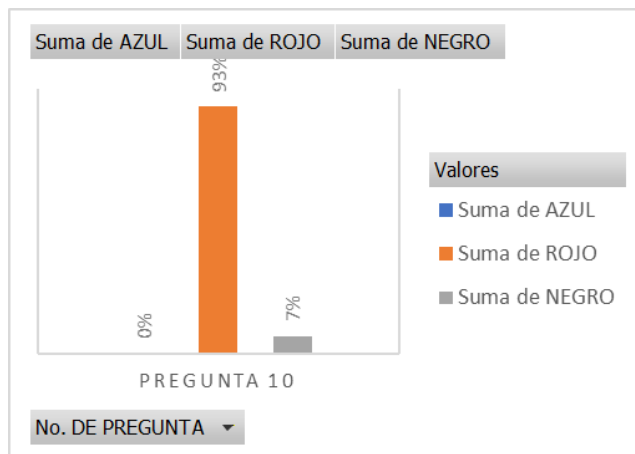 Suma de AZUL Suma de ROJO Suma de NEGRO
93%
0%
7%
PREGUNTA 10
Valores
Suma de AZUL
Suma de ROJO
Suma de NEGRO
No. DE PREGUNTA